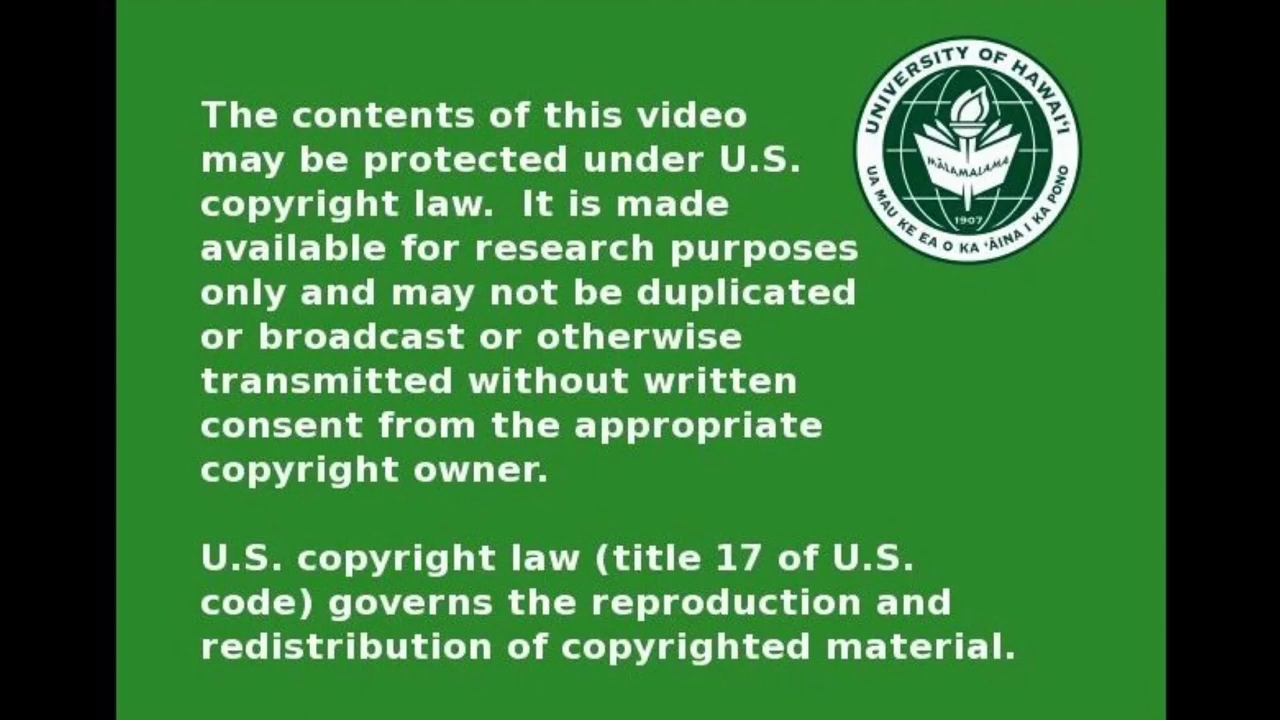 The contents of this video
may be protected under U.S.
copyright law.  It is made
available for research purposes
only and may not be duplicated
or broadcast or otherwise
transmitted without written
consent from the appropriate
copyright owner.
U.S. copyright law (title 17 of U.S.
code) governs the reproduction and
redistribution of copyrighted material.
UNIVERSITY OF HAWAIʻI
MĀLAMALAMA
1907
UA MAU KE EA O KA ʻĀINA I KA PONO